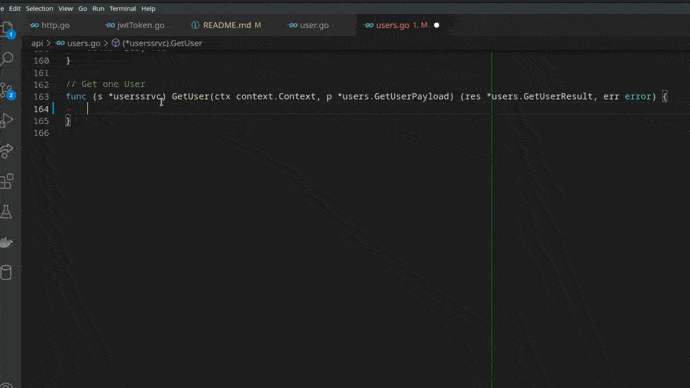 Edit Selection View Go Run Terminal Help
http.go jwtToken.go README.md M user.go users.go 1, M
api > users.go > (*userssrvc).GetUser
160 }
161
162 // Get one User
163 func (s *userssrvc) GetUser(ctx context.Context, p *users.GetUserPayload) (res *users.GetUserResult, err error) {
164
165 }
166
1
2